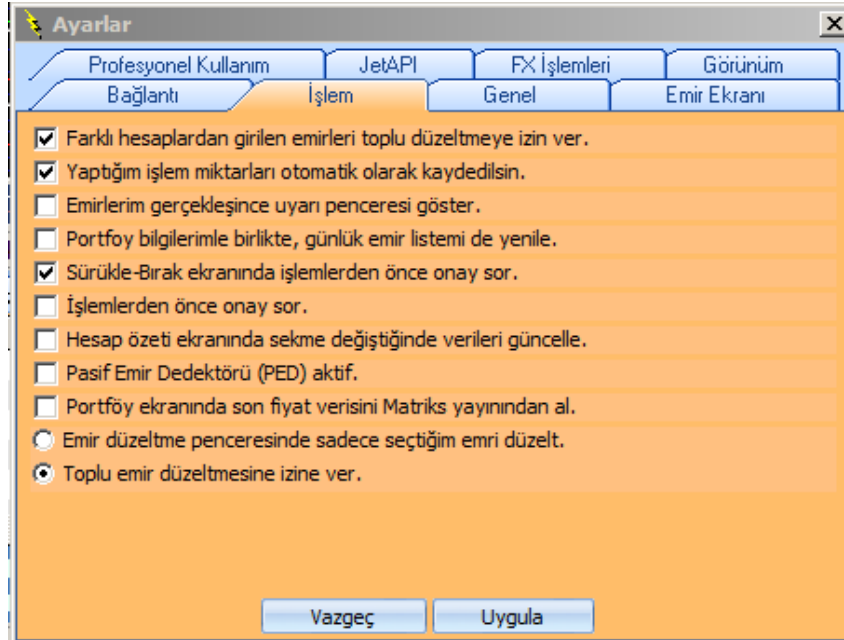 Ayarlar
Profesyonel Kullanım JetAPI FX İşlemleri Görünüm
Bağlantı İşlem Genel Emir Ekranı
Farklı hesaplardan girilen emirleri toplu düzeltmeye izin ver.
Yaptığım işlem miktarları otomatik olarak kaydedilsin.
Emirlerim gerçekleşince uyarı penceresi göster.
Portfoy bilgilerimle birlikte, günlük emir listemi de yenile.
Sürükle-Bırak ekranında işlemlerden önce onay sor.
İşlemlerden önce onay sor.
Hesap özeti ekranında sekme değiştiğinde verileri güncelle.
Pasif Emir Dedektörü (PED) aktif.
Portföy ekranında son fiyat verisini Matriks yayınından al.
Emir düzeltme penceresinde sadece seçtiğim emri düzelt.
Toplu emir düzeltmesine izine ver.
Vazgeç Uygula